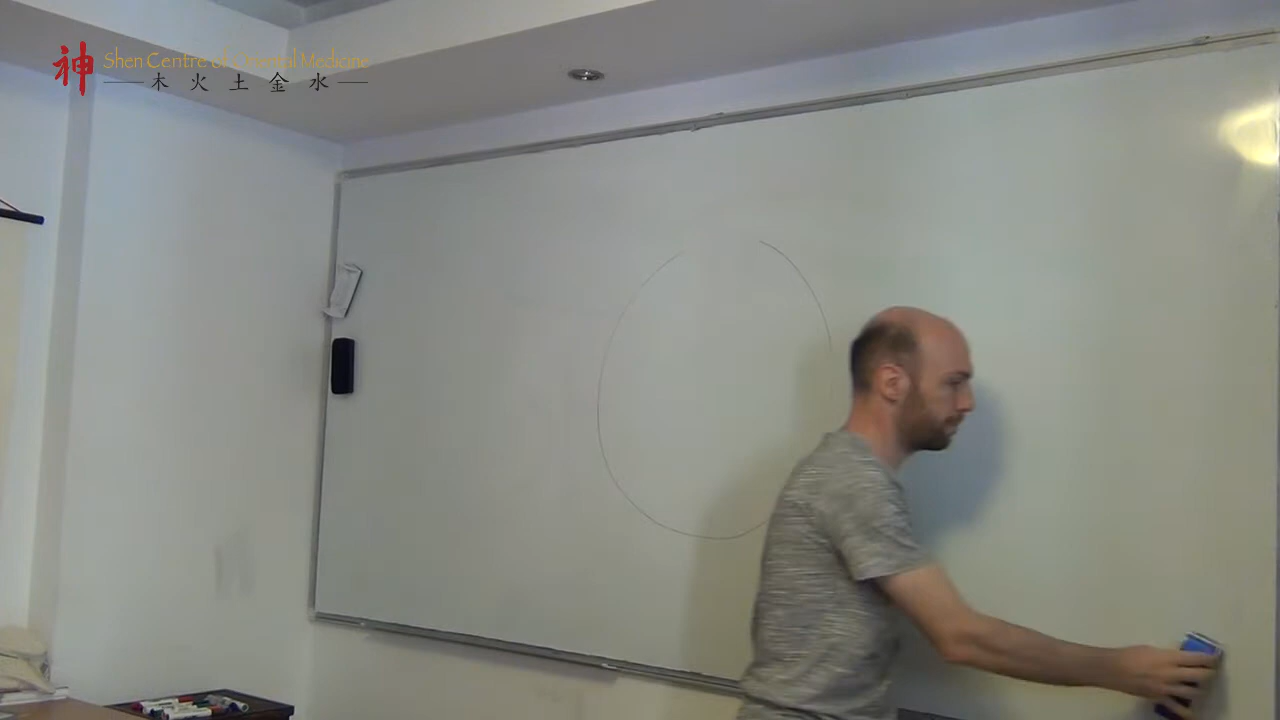 神 Shen Centre of Oriental Medicine
木 火 土 金 水